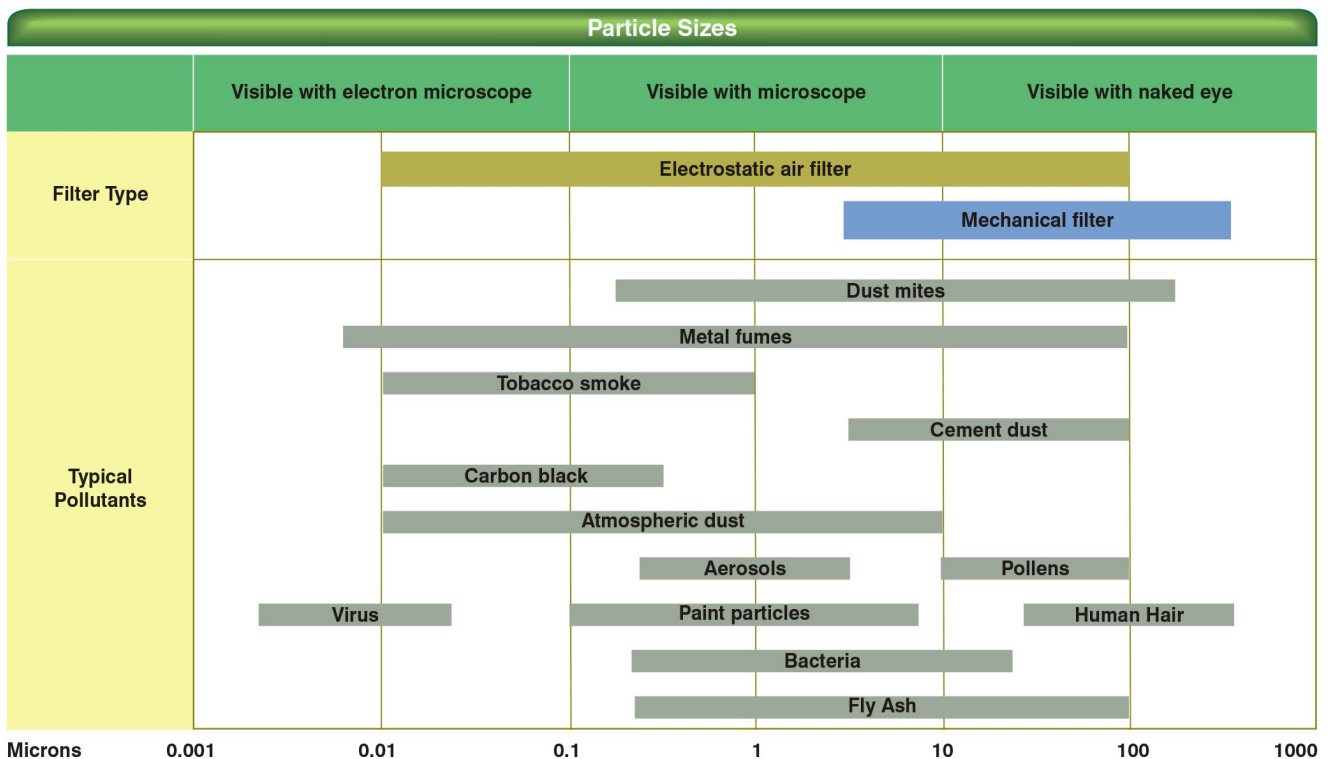 Particle Sizes
Visible with electron microscope
Visible with microscope
Visible with naked eye
Filter Type
Electrostatic air filter
Mechanical filter
Typical
Pollutants
Dust mites
Metal fumes
Tobacco smoke
Cement dust
Carbon black
Atmospheric dust
Aerosols
Pollens
Virus
Paint particles
Human Hair
Bacteria
Fly Ash
Microns 0.001 0.01 0.1 1 10 100 1000